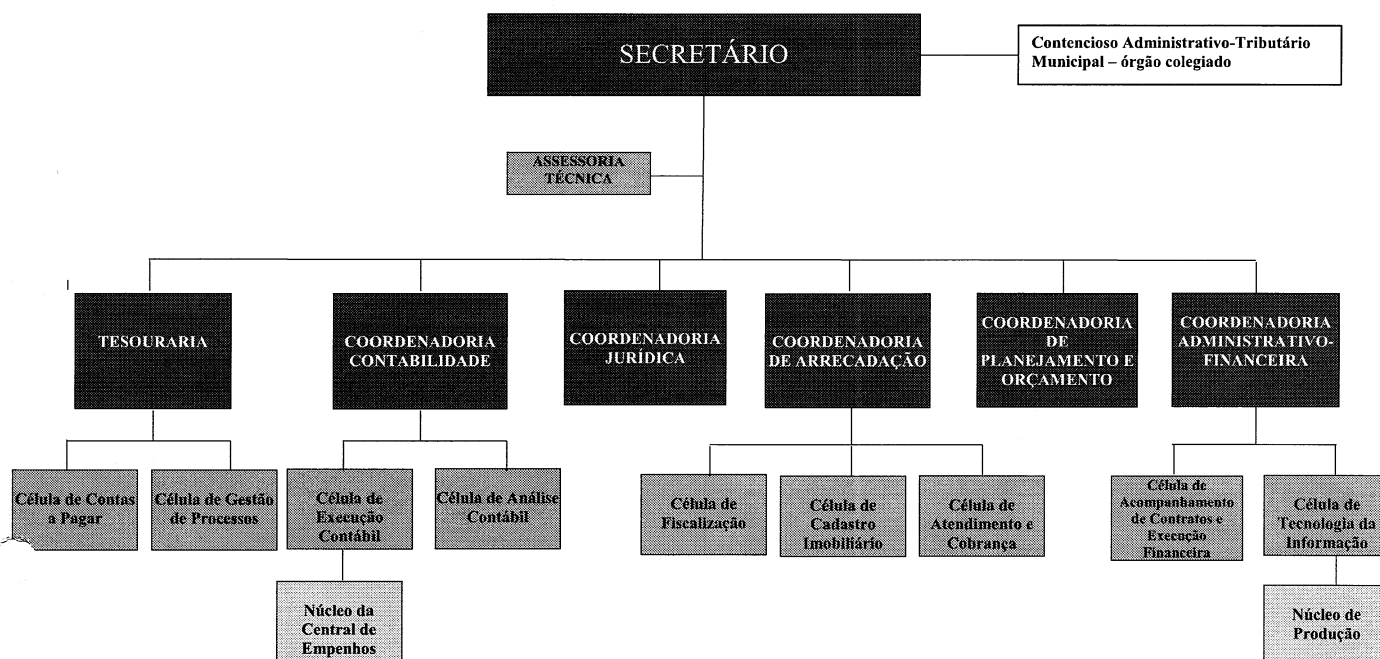 SECRETÁRIO
Contencioso Administrativo-Tributário
Municipal – órgão colegiado
ASSESSORIA
TÉCNICA
TESOURARIA
COORDENADORIA
CONTABILIDADE
COORDENADORIA
JURÍDICA
COORDENADORIA
DE ARRECADAÇÃO
COORDENADORIA
DE
PLANEJAMENTO E
ORÇAMENTO
COORDENADORIA
ADMINISTRATIVO-
FINANCEIRA
Célula de Contas
a Pagar
Célula de Gestão
de Processos
Célula de
Execução
Contábil
Célula de Análise
Contábil
Célula de
Fiscalização
Célula de
Cadastro
Imobiliário
Célula de
Atendimento e
Cobrança
Célula de
Acompanhamento
de Contratos e
Execução
Financeira
Célula de
Tecnologia da
Informação
Núcleo da
Central de
Empenhos
Núcleo de
Produção